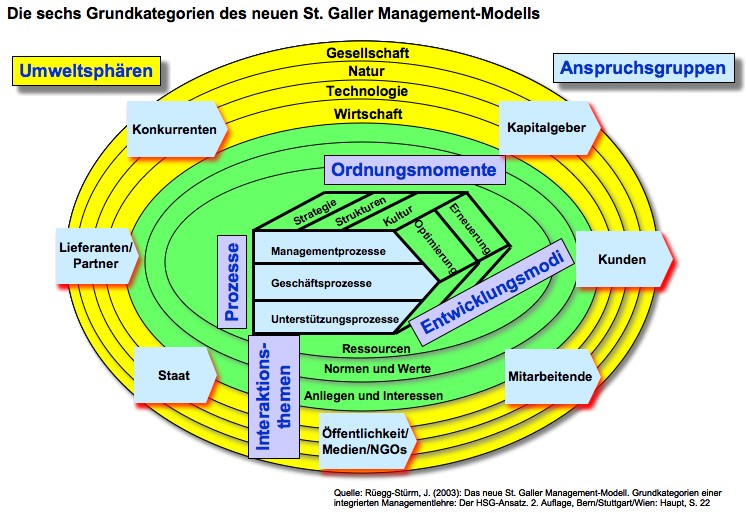 Die sechs Grundkategorien des neuen St. Galler Management-Modells
Umweltsphären
Gesellschaft
Natur
Technologie
Wirtschaft
Anspruchsgruppen
Konkurrenten
Kapitalgeber
Ordnungsmomente
Strategie
Strukturen
Kultur
Optimierung
Erneuerung
Prozesse
Managementprozesse
Geschäftsprozesse
Unterstützungsprozesse
Entwicklungsmodi
Lieferanten/
Partner
Kunden
Interaktions-
themen
Ressourcen
Normen und Werte
Anliegen und Interessen
Staat
Mitarbeitende
Öffentlichkeit/
Medien/NGOs
Quelle: Rüegg-Stürm, J. (2003): Das neue St. Galler Management-Modell. Grundkategorien einer
integrierten Managementlehre: Der HSG-Ansatz. 2. Auflage, Bern/Stuttgart/Wien: Haupt, S. 22